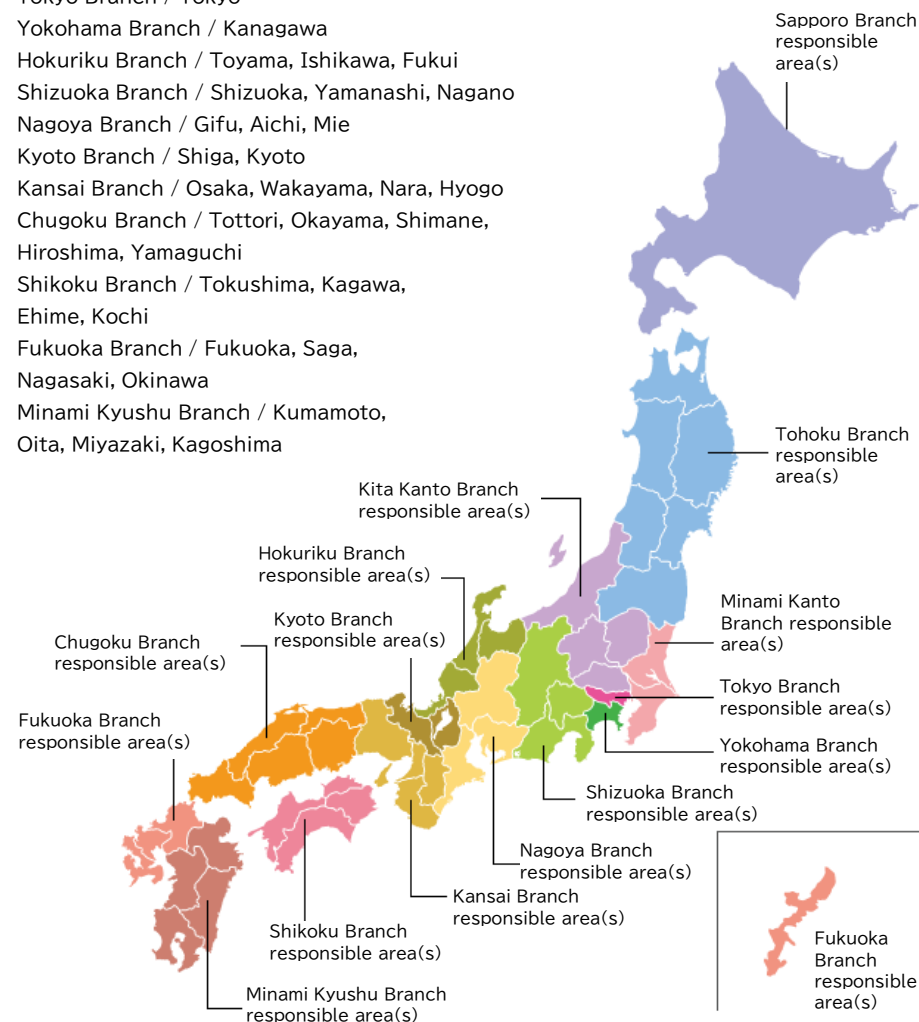 Tokyo Branch / Tokyo
Yokohama Branch / Kanagawa
Hokuriku Branch / Toyama, Ishikawa, Fukui
Shizuoka Branch / Shizuoka, Yamanashi, Nagano
Nagoya Branch / Gifu, Aichi, Mie
Kyoto Branch / Shiga, Kyoto
Kansai Branch / Osaka, Wakayama, Nara, Hyogo
Chugoku Branch / Tottori, Okayama, Shimane,
Hiroshima, Yamaguchi
Shikoku Branch / Tokushima, Kagawa,
Ehime, Kochi
Fukuoka Branch / Fukuoka, Saga,
Nagasaki, Okinawa
Minami Kyushu Branch / Kumamoto,
Oita, Miyazaki, Kagoshima
Sapporo Branch
responsible
area(s)
Tohoku Branch
responsible
area(s)
Kita Kanto Branch
responsible area(s)
Hokuriku Branch
responsible area(s)
Kyoto Branch
responsible area(s)
Minami Kanto
Branch responsible
area(s)
Chugoku Branch
responsible area(s)
Tokyo Branch
responsible area(s)
Fukuoka Branch
responsible area(s)
Yokohama Branch
responsible area(s)
Shizuoka Branch
responsible area(s)
Nagoya Branch
responsible area(s)
Kansai Branch
responsible area(s)
Shikoku Branch
responsible area(s)
Minami Kyushu Branch
responsible area(s)
Fukuoka
Branch
responsible
area(s)